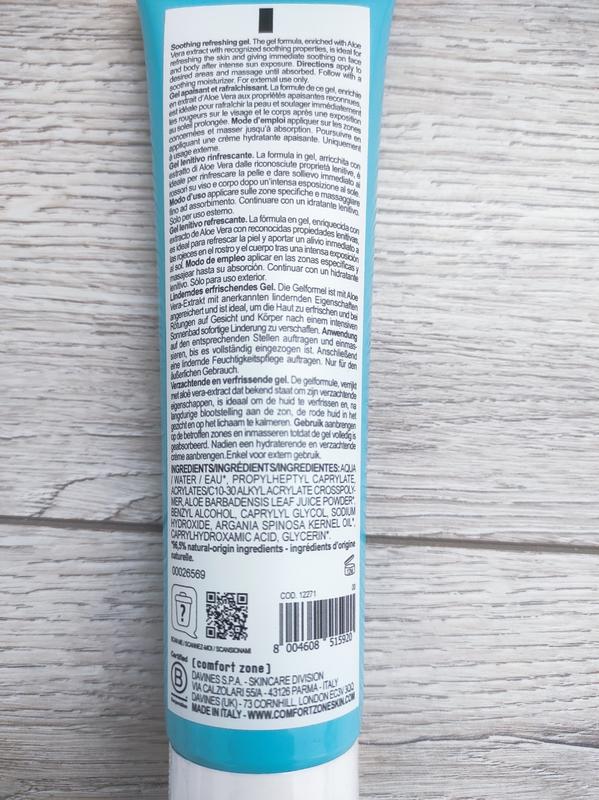 Soothing refreshing gel. The gel formula, enriched with Aloe
Vera extract with recognized soothing properties, is ideal for
refreshing the skin and giving immediate soothing on face
and body after intense sun exposure. Directions apply to
desired areas and massage until absorbed. Follow with a
soothing moisturizer. For external use only.
Gel apaisant et rafraîchissant. La formule de ce gel, enrichie
en extrait d'Aloe Vera aux propriétés apaisantes reconnues,
est idéale pour rafraîchir la peau et soulager immédiatement
les rougeurs sur le visage et le corps après une exposition
au soleil prolongée. Mode d'emploi appliquer sur les zones
concernées et masser jusqu'à absorption. Poursuivre en
appliquant une crème hydratante apaisante. Uniquement
à usage externe.
Gel lenitivo rinfrescante. La formula in gel, arricchita con
estratto di Aloe Vera dalle riconosciute proprietà lenitive, è
ideale per rinfrescare la pelle e dare sollievo immediato ai
rossori su viso e corpo dopo un'intensa esposizione al sole.
Modo d'uso applicare sulle zone specifiche e massaggiare
fino ad assorbimento. Continuare con un idratante lenitivo.
Solo per uso esterno.
Gel lenitivo refrescante. La fórmula en gel, enriquecida con
extracto de Aloe Vera con reconocidas propiedades lenitivas,
es ideal para refrescar la piel y aportar un alivio inmediato a
las rojeces en el rostro y el cuerpo tras una intensa exposición
al sol. Modo de empleo aplicar en las zonas específicas y
masajear hasta su absorción. Continuar con un hidratante
lenitivo. Sólo para uso exterior.
Linderndes erfrischendes Gel. Die Gelformel ist mit Aloe
Vera-Extrakt mit anerkannten lindernden Eigenschaften
angereichert und ist ideal, um die Haut zu erfrischen und bei
Rötungen auf Gesicht und Körper nach einem intensiven
Sonnenbad sofortige Linderung zu verschaffen. Anwendung
auf den entsprechenden Stellen auftragen und einmas-
sieren, bis es vollständig eingezogen ist. Anschließend
eine lindernde Feuchtigkeitspflege auftragen. Nur für den
äußerlichen Gebrauch.
Verzachtende en verfrissende gel. De gelformule, verrijkt
met aloë vera-extract dat bekend staat om zijn verzachtende
eigenschappen, is ideaal om de huid te verfrissen en, na
langdurige blootstelling aan de zon, de rode huid in het
gezicht en op het lichaam te kalmeren. Gebruik aanbrengen
op de betroffen zones en inmasseren totdat de gel volledig is
geabsorbeerd. Nadien een hydraterende en verzachtende
crème aanbrengen. Enkel voor extern gebruik.
INGREDIENTS/INGRÉDIENTS/INGREDIENTES: AQUA
/ WATER / EAU*, PROPYLHEPTYL CAPRYLATE,
ACRYLATES/C10-30 ALKYL ACRYLATE CROSSPOLY-
MER, ALOE BARBADENSIS LEAF JUICE POWDER*,
BENZYL ALCOHOL, CAPRYLYL GLYCOL, SODIUM
HYDROXIDE, ARGANIA SPINOSA KERNEL OIL*,
CAPRYLHYDROXAMIC ACID, GLYCERIN*.
*96,5% natural-origin ingredients - ingrédients d'origine
naturelle.
00026569
COD. 12271
00
?
SCAN ME / SCANNEZ-MOI / SCANSIONAMI
8 004608 515920
Certified
B
Corporation
[ comfort zone ]
DAVINES S.P.A. - SKINCARE DIVISION
VIA CALZOLARI 55/A - 43126 PARMA - ITALY
DAVINES (UK) - 73 CORNHILL, LONDON EC3V 3QQ
MADE IN ITALY - WWW.COMFORTZONESKIN.COM